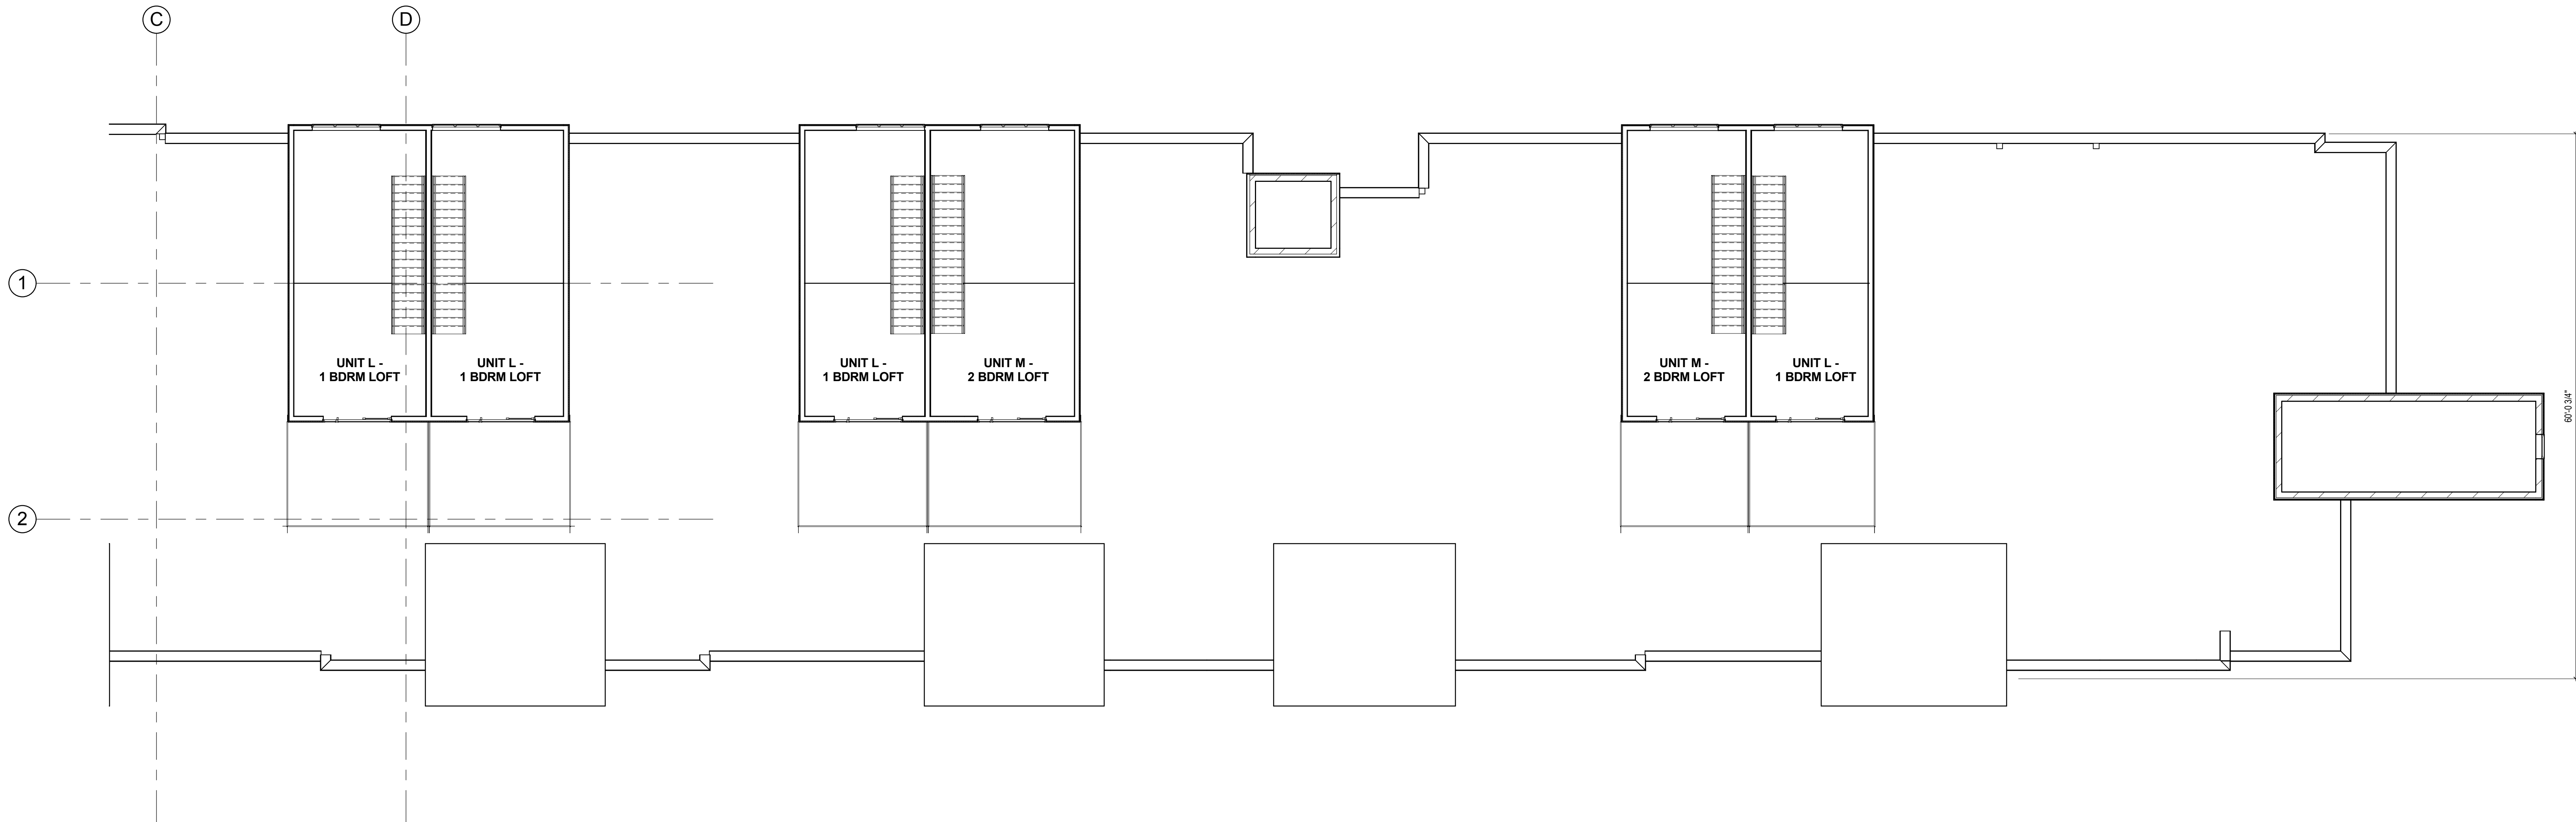 C
D
1
UNIT L -
1 BDRM LOFT
UNIT L -
1 BDRM LOFT
UNIT L -
1 BDRM LOFT
UNIT M -
2 BDRM LOFT
UNIT M -
2 BDRM LOFT
UNIT L -
1 BDRM LOFT
60'-0 3/4"
2